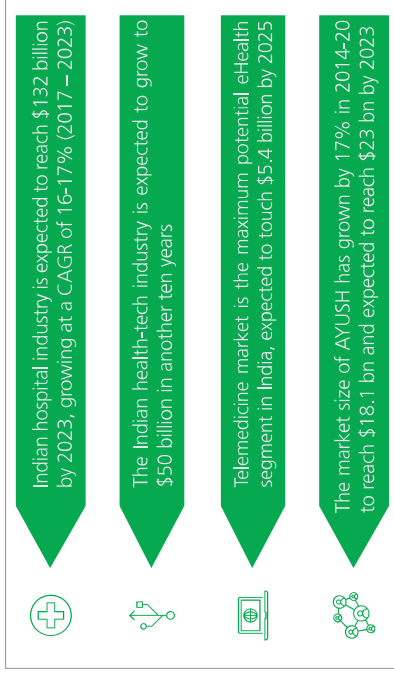 Indian hospital industry is expected to reach $132 billion
by 2023, growing at a CAGR of 16-17% (2017 – 2023)
The Indian health-tech industry is expected to grow to
$50 billion in another ten years
Telemedicine market is the maximum potential eHealth
segment in India, expected to touch $5.4 billion by 2025
The market size of AYUSH has grown by 17% in 2014-20
to reach $18.1 bn and expected to reach $23 bn by 2023